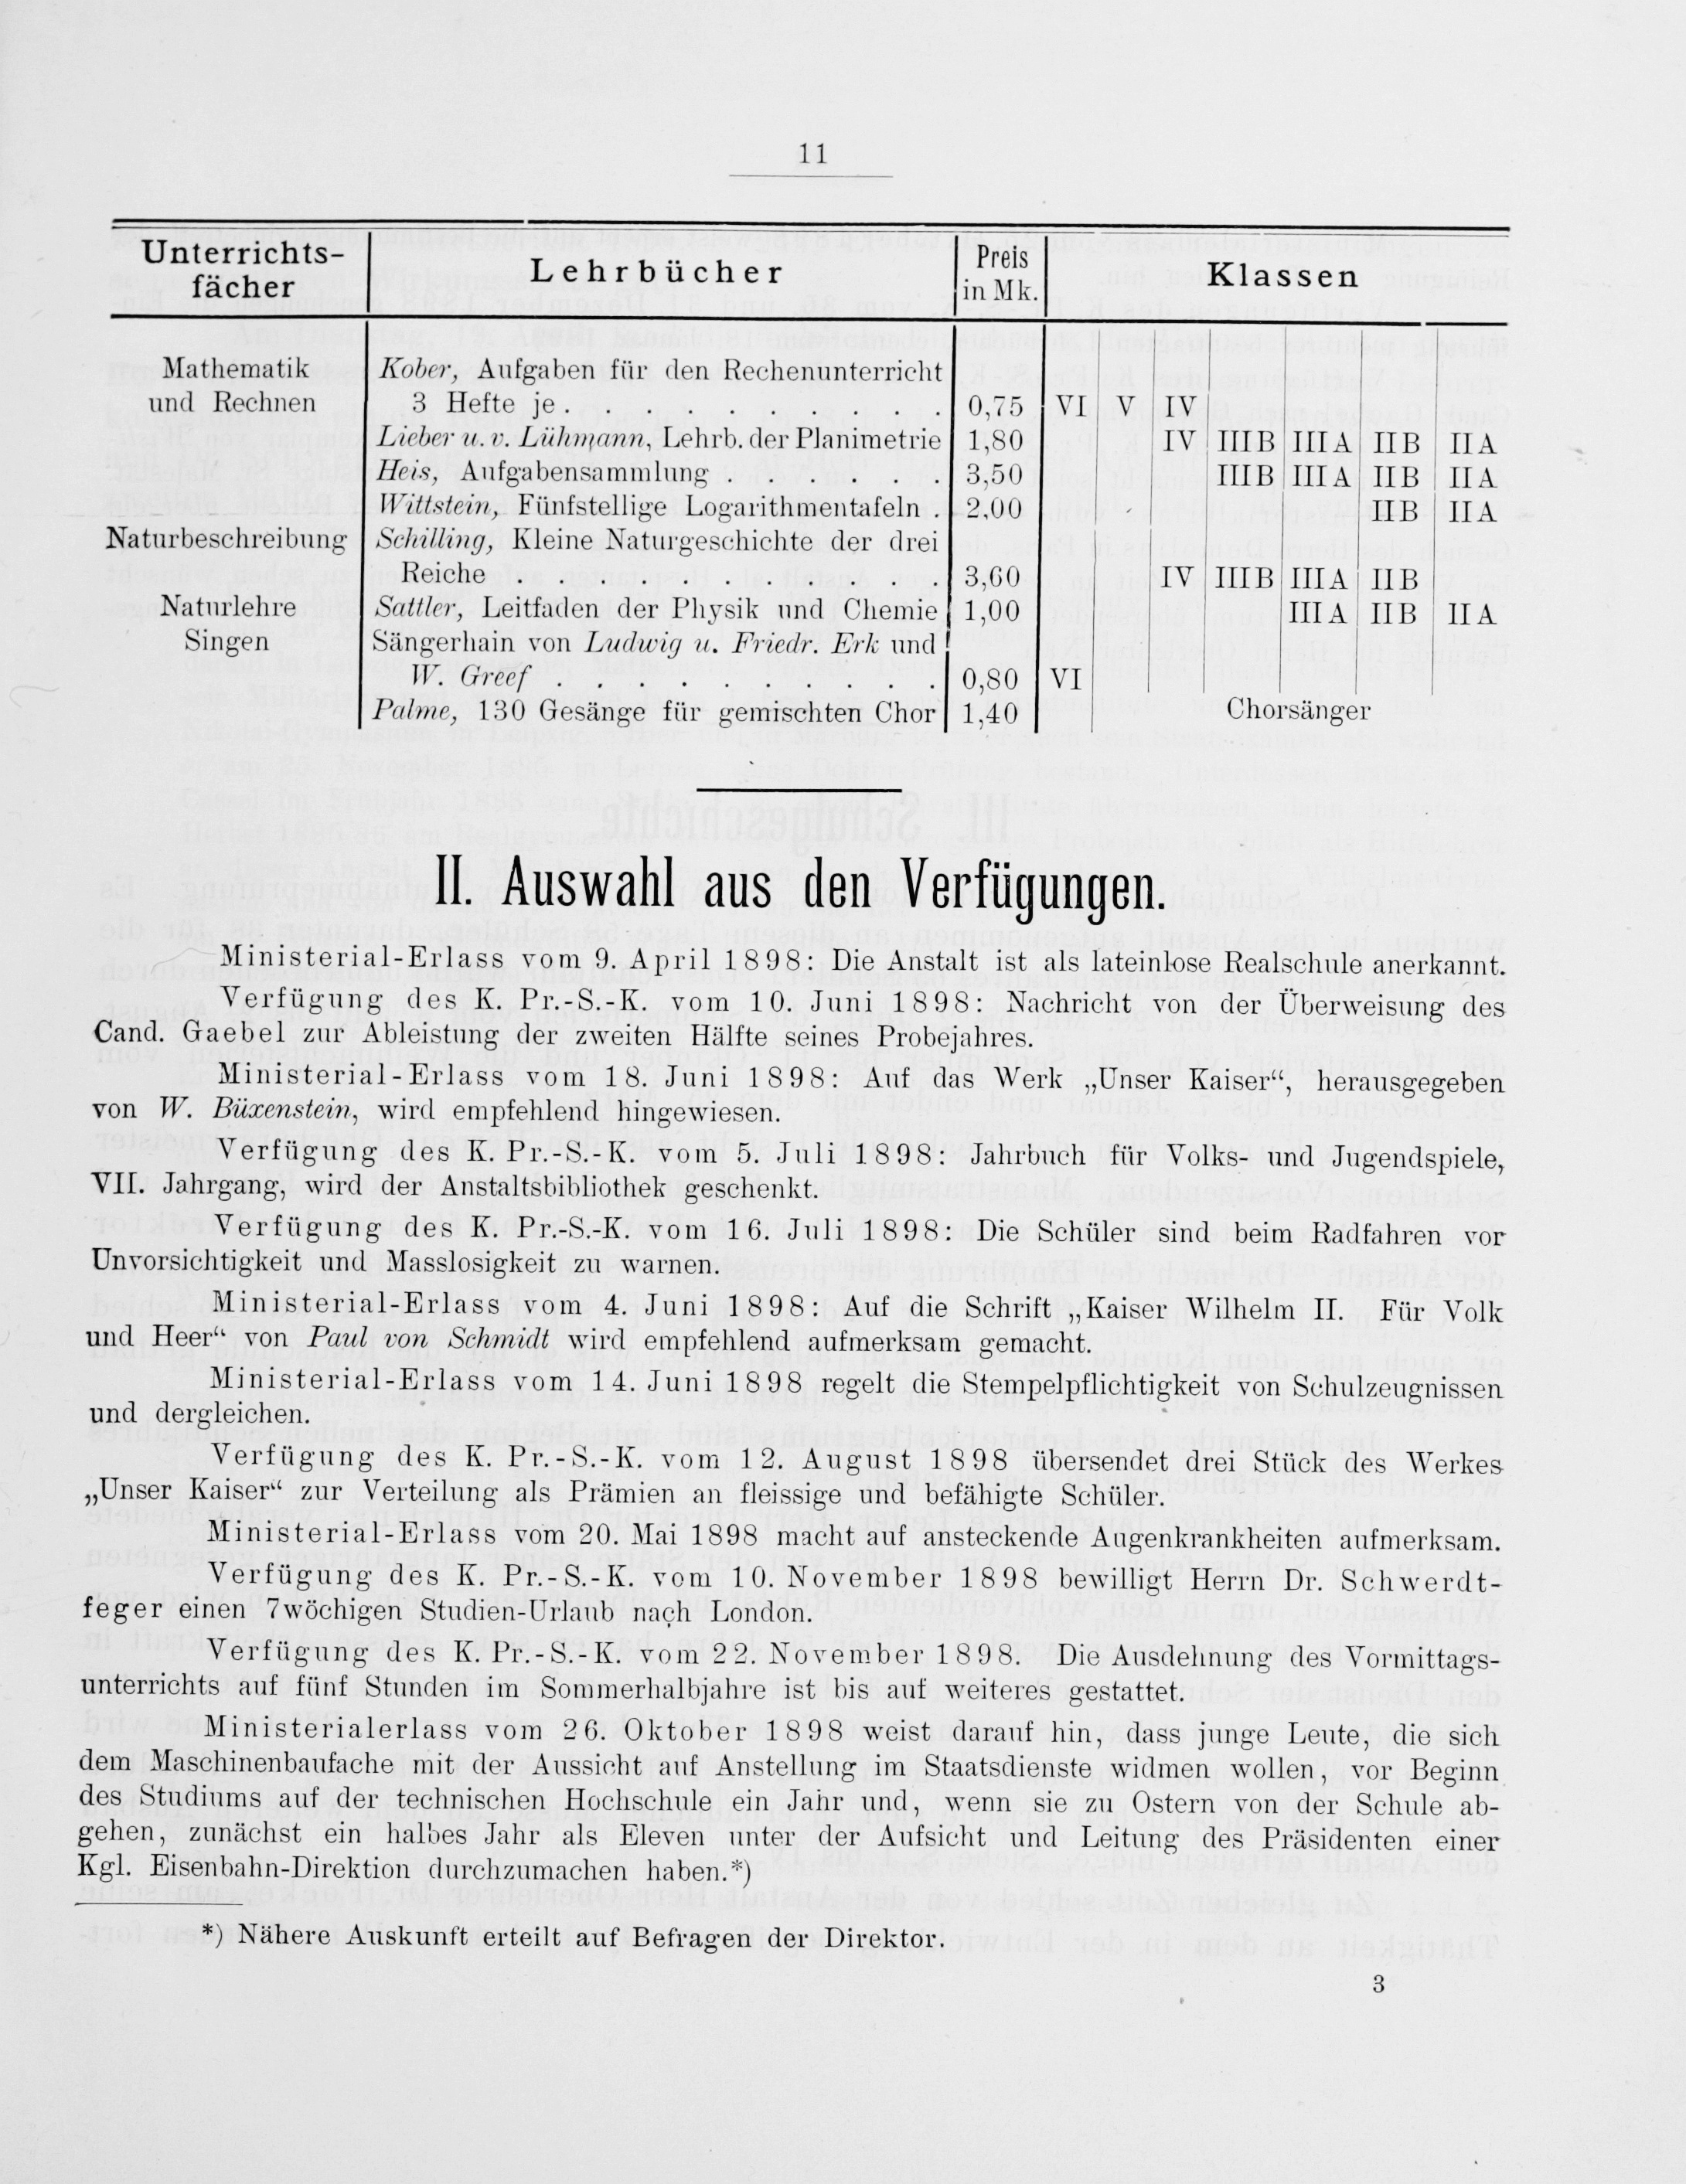 11
Unterrichts-
fächer
Lehrbücher
Preis
in Mk.
Klassen
Mathematik Kober, Aufgaben für den Rechenunterricht
und Rechnen 3 Hefte je . . . . . . . . . . 0,75 VI V IV
Lieber u. v. Lühmann, Lehrb. der Planimetrie 1,80 IV IIIB IIIA IIB IIA
Heis, Aufgabensammlung . . . . . . 3,50 IIIB IIIA IIB IIA
Wittstein, Fünfstellige Logarithmentafeln . 2,00 IIB IIA
Naturbeschreibung Schilling, Kleine Naturgeschichte der drei
Reiche . . . . . . . . . . . 3,60 IV IIIB IIIA IIB
Naturlehre Sattler, Leitfaden der Physik und Chemie 1,00 IIIA IIB IIA
Singen Sängerhain von Ludwig u. Friedr. Erk und
W. Greef . . . . . . . . . . 0,80 VI
Palme, 130 Gesänge für gemischten Chor 1,40 Chorsänger
II. Auswahl aus den Verfügungen.
Ministerial-Erlass vom 9. April 1898: Die Anstalt ist als lateinlose Realschule anerkannt.
Verfügung des K. Pr.-S.-K. vom 10. Juni 1898: Nachricht von der Überweisung des
Cand. Gaebel zur Ableistung der zweiten Hälfte seines Probejahres.
Ministerial-Erlass vom 18. Juni 1898: Auf das Werk „Unser Kaiser“, herausgegeben
von W. Büxenstein, wird empfehlend hingewiesen.
Verfügung des K. Pr.-S.-K. vom 5. Juli 1898: Jahrbuch für Volks- und Jugendspiele,
VII. Jahrgang, wird der Anstaltsbibliothek geschenkt.
Verfügung des K. Pr.-S.-K. vom 16. Juli 1898: Die Schüler sind beim Radfahren vor
Unvorsichtigkeit und Masslosigkeit zu warnen.
Ministerial-Erlass vom 4. Juni 1898: Auf die Schrift „Kaiser Wilhelm II. Für Volk
und Heer“ von Paul von Schmidt wird empfehlend aufmerksam gemacht.
Ministerial-Erlass vom 14. Juni 1898 regelt die Stempelpflichtigkeit von Schulzeugnissen
und dergleichen.
Verfügung des K. Pr.-S.-K. vom 12. August 1898 übersendet drei Stück des Werkes
„Unser Kaiser“ zur Verteilung als Prämien an fleissige und befähigte Schüler.
Ministerial-Erlass vom 20. Mai 1898 macht auf ansteckende Augenkrankheiten aufmerksam.
Verfügung des K. Pr.-S.-K. vom 10. November 1898 bewilligt Herrn Dr. Schwerdt-
feger einen 7wöchigen Studien-Urlaub nach London.
Verfügung des K. Pr.-S.-K. vom 22. November 1898. Die Ausdehnung des Vormittags-
unterrichts auf fünf Stunden im Sommerhalbjahre ist bis auf weiteres gestattet.
Ministerialerlass vom 26. Oktober 1898 weist darauf hin, dass junge Leute, die sich
dem Maschinenbaufache mit der Aussicht auf Anstellung im Staatsdienste widmen wollen, vor Beginn
des Studiums auf der technischen Hochschule ein Jahr und, wenn sie zu Ostern von der Schule ab-
gehen, zunächst ein halbes Jahr als Eleven unter der Aufsicht und Leitung des Präsidenten einer
Kgl. Eisenbahn-Direktion durchzumachen haben.*)
*) Nähere Auskunft erteilt auf Befragen der Direktor.
3